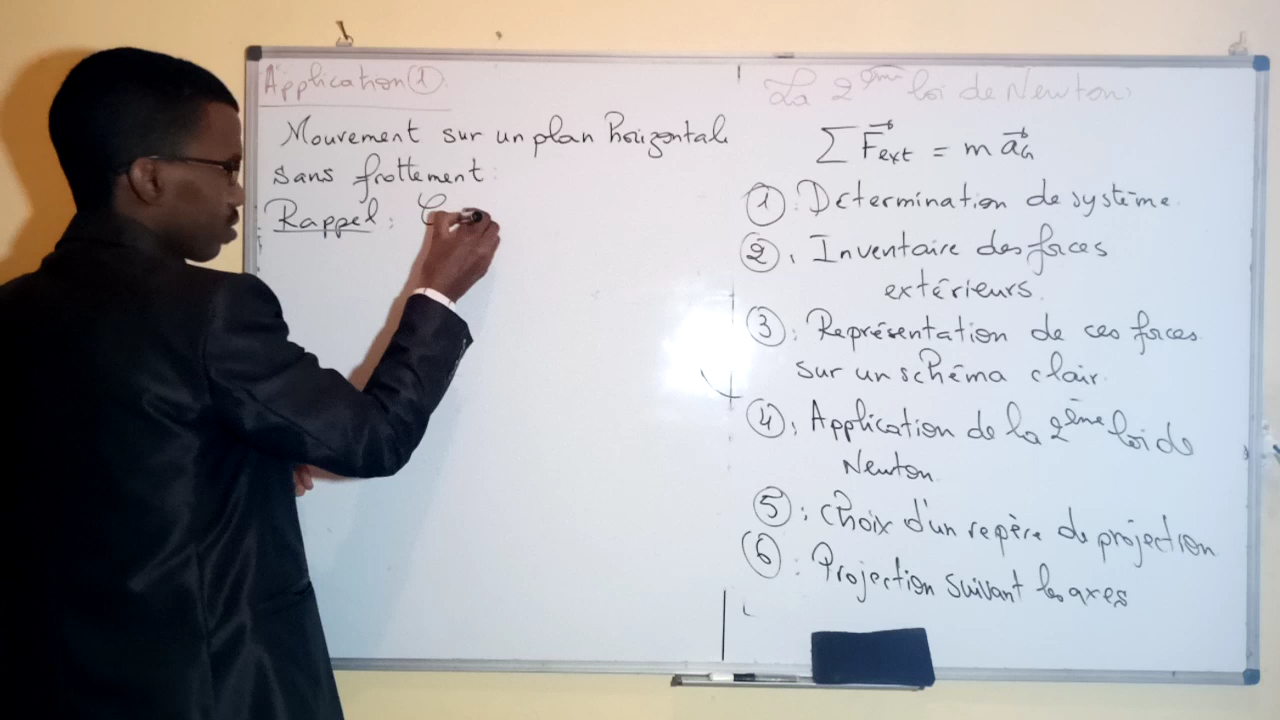 Application(1)
Mouvement sur un plan horizontale
sans frottement:
Rappel:
La 2ème loi de Newton:
∑ F⃗ext = m a⃗G
① : Détermination de système.
② : Inventaire des forces
extérieurs.
③ : Représentation de ces forces
sur un schéma clair.
④ : Application de la 2ème loi de
Newton.
⑤ : Choix d'un repère de projection
⑥ : Projection suivant les axes